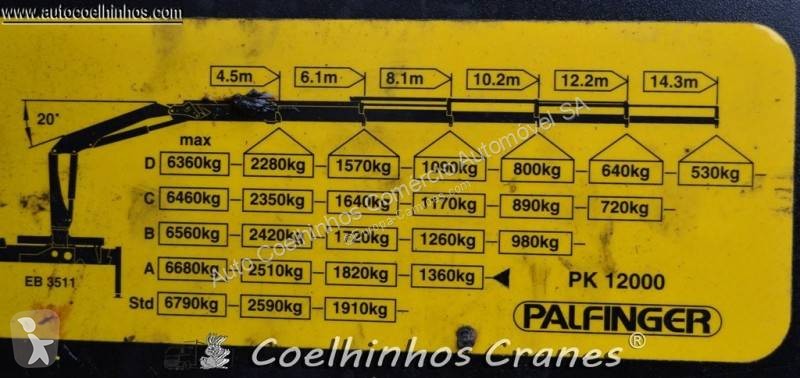 www.autocoelhinhos.com
4.5m 6.1m 8.1m 10.2m 12.2m 14.3m
20°
max
D 6360kg 2280kg 1570kg 1090kg 800kg 640kg 530kg
C 6460kg 2350kg 1640kg 1170kg 890kg 720kg
B 6560kg 2420kg 1720kg 1260kg 980kg
A 6680kg 2510kg 1820kg 1360kg PK 12000
EB 3511
Std 6790kg 2590kg 1910kg
PALFINGER
Auto Coelhinhos Comércio Automóvel SA
Coelhinhos Cranes®